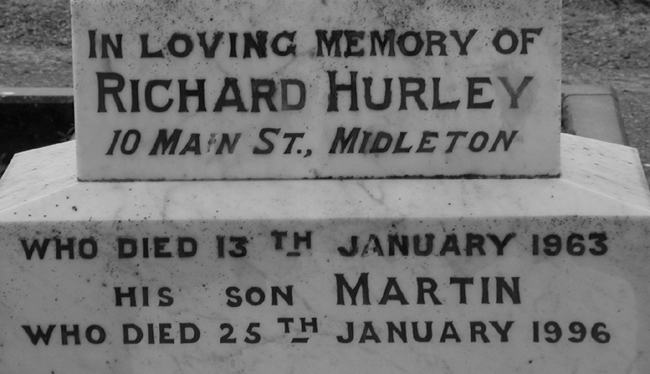 IN LOVING MEMORY OF
RICHARD HURLEY
10 MAIN ST., MIDLETON
WHO DIED 13TH JANUARY 1963
HIS SON MARTIN
WHO DIED 25TH JANUARY 1996